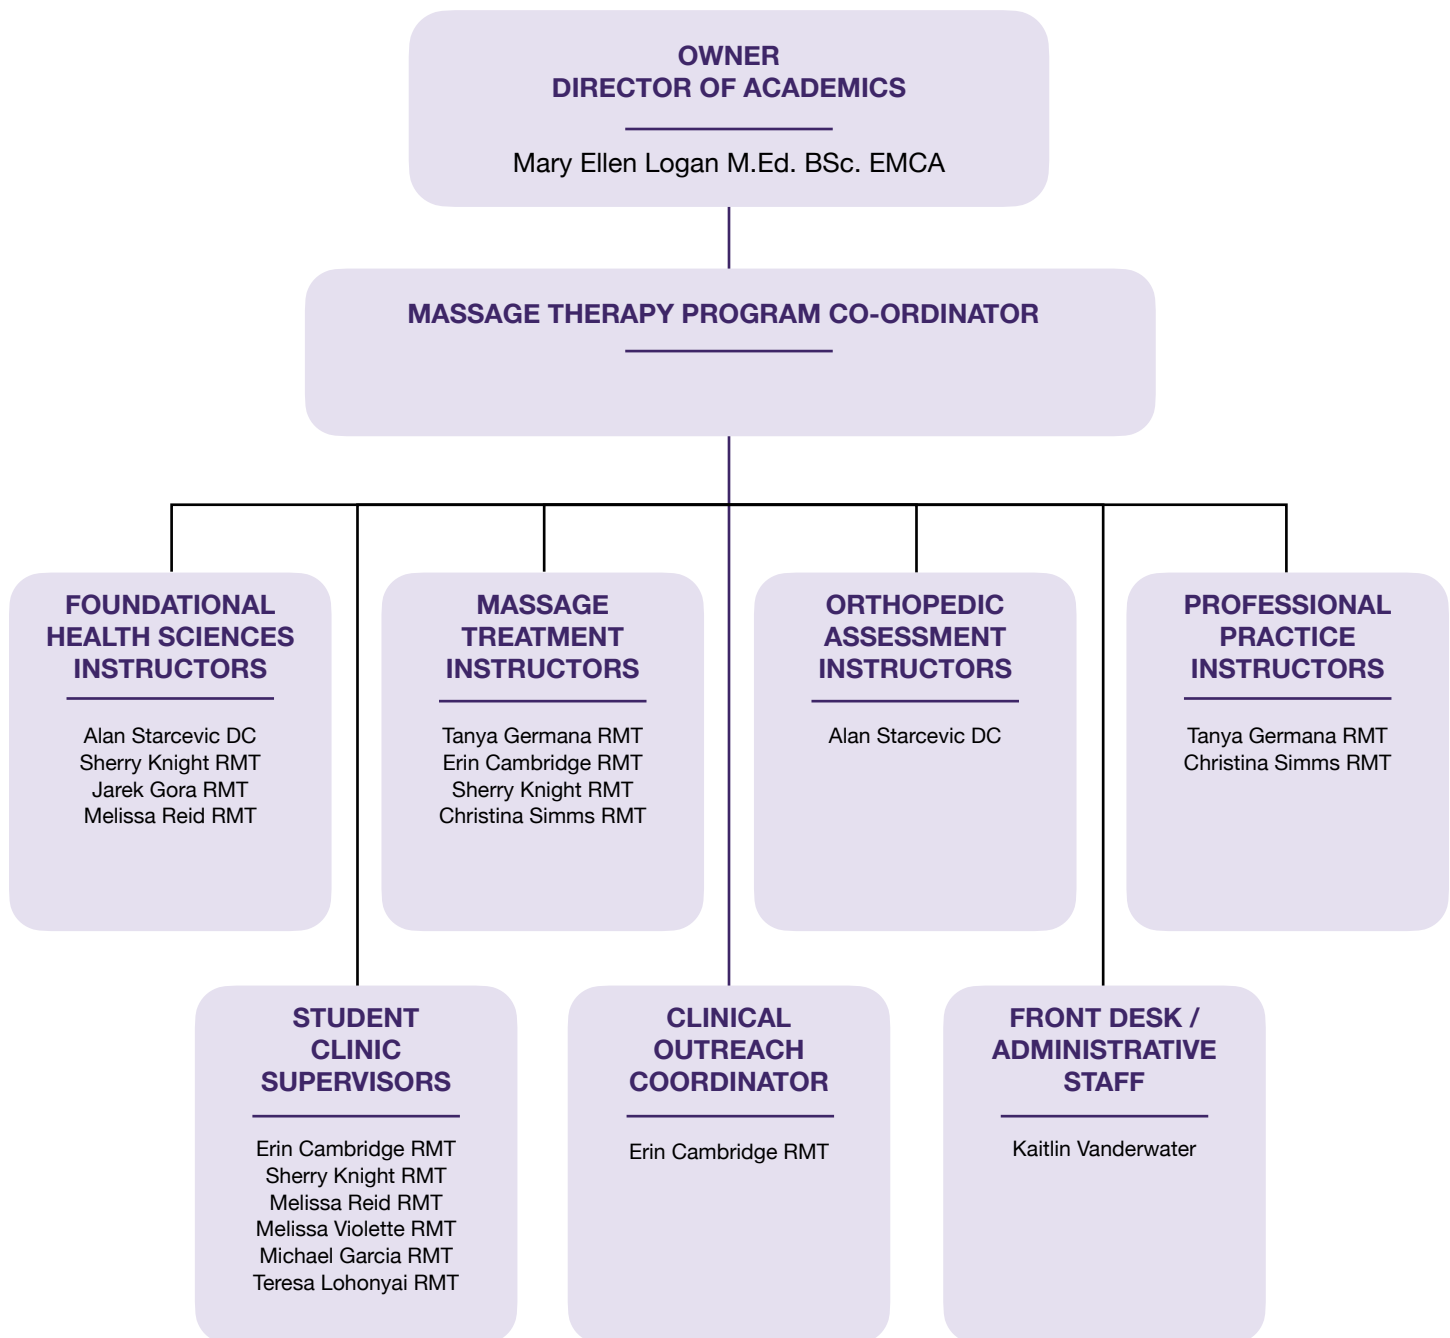 OWNER
DIRECTOR OF ACADEMICS
Mary Ellen Logan M.Ed. BSc. EMCA
MASSAGE THERAPY PROGRAM CO-ORDINATOR
FOUNDATIONAL
HEALTH SCIENCES
INSTRUCTORS
Alan Starcevic DC
Sherry Knight RMT
Jarek Gora RMT
Melissa Reid RMT
MASSAGE
TREATMENT
INSTRUCTORS
Tanya Germana RMT
Erin Cambridge RMT
Sherry Knight RMT
Christina Simms RMT
ORTHOPEDIC
ASSESSMENT
INSTRUCTORS
Alan Starcevic DC
PROFESSIONAL
PRACTICE
INSTRUCTORS
Tanya Germana RMT
Christina Simms RMT
STUDENT
CLINIC
SUPERVISORS
Erin Cambridge RMT
Sherry Knight RMT
Melissa Reid RMT
Melissa Violette RMT
Michael Garcia RMT
Teresa Lohonyai RMT
CLINICAL
OUTREACH
COORDINATOR
Erin Cambridge RMT
FRONT DESK /
ADMINISTRATIVE
STAFF
Kaitlin Vanderwater